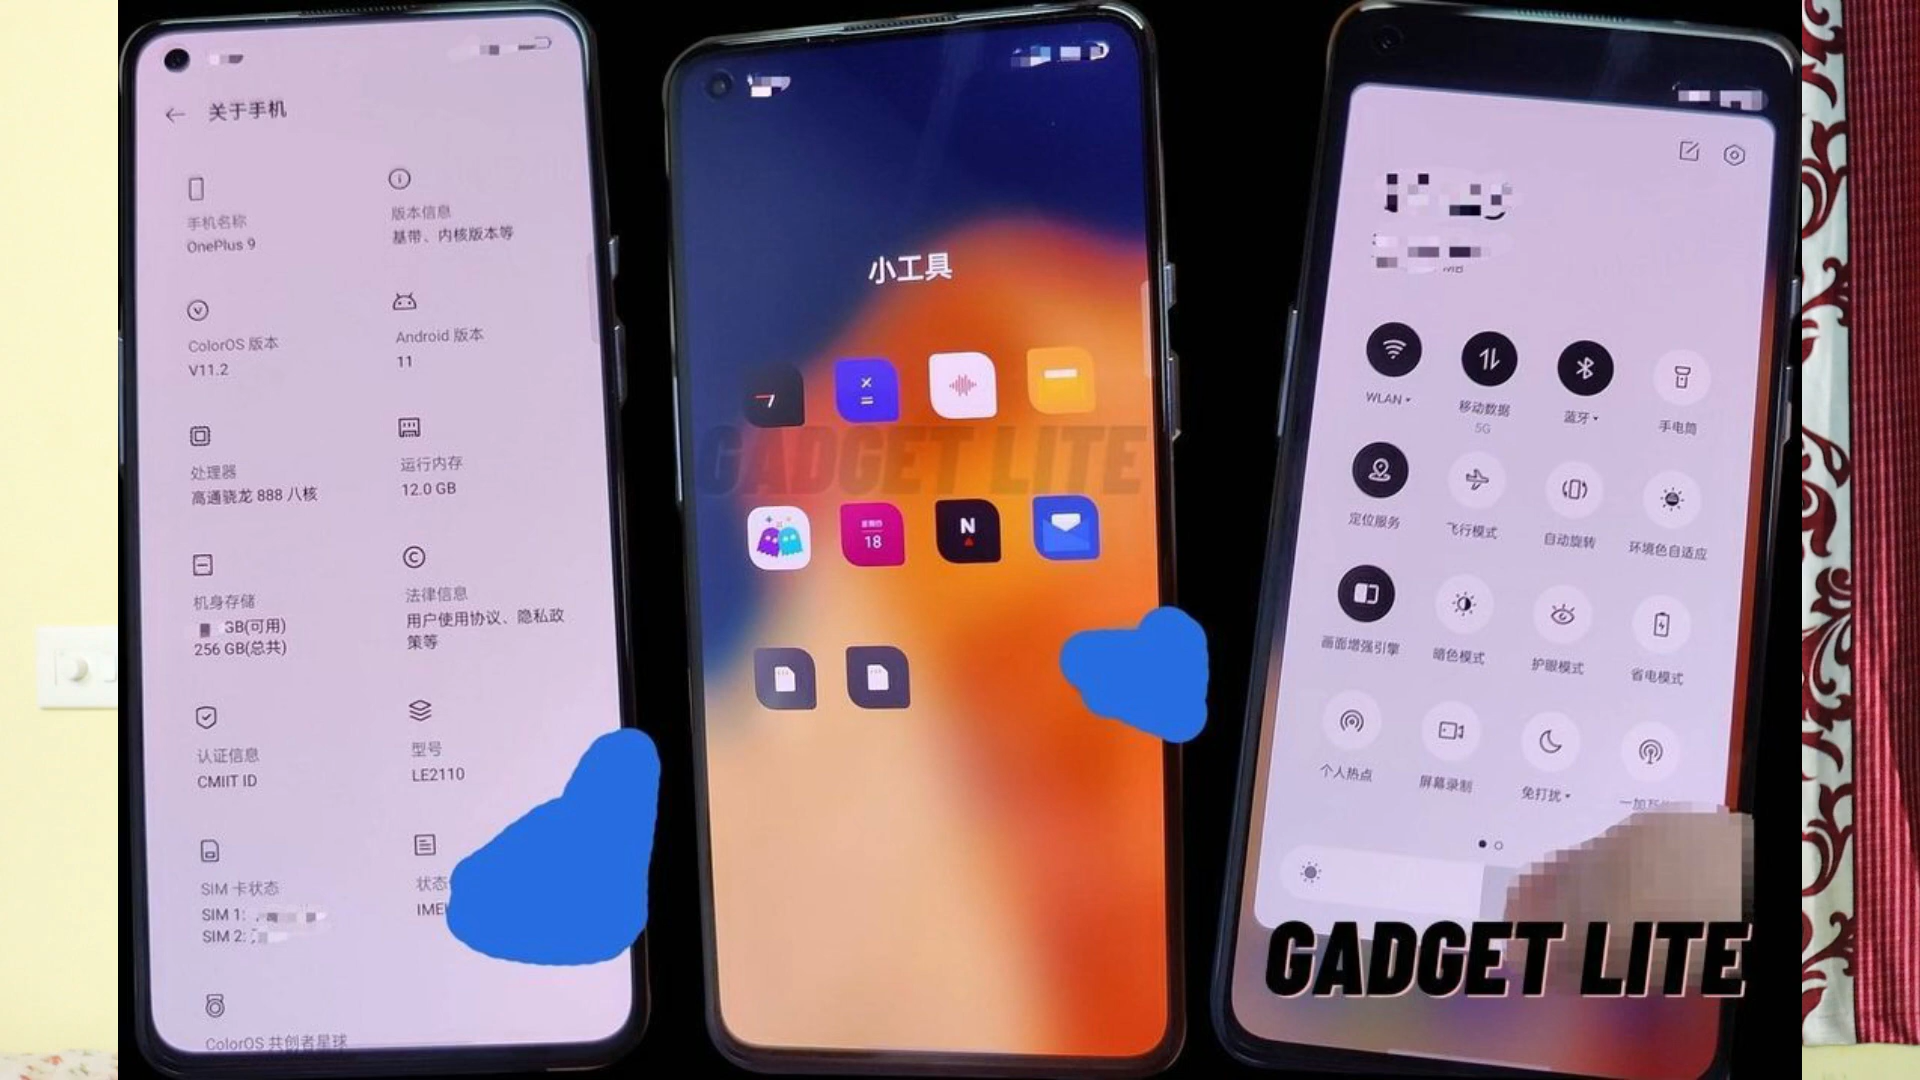 关于手机
手机名称
OnePlus 9
版本信息
基带、内核版本等
ColorOS 版本
V11.2
Android 版本
11
处理器
高通骁龙 888 八核
运行内存
12.0 GB
机身存储
GB(可用)
256 GB(总共)
法律信息
用户使用协议、隐私政
策等
认证信息
CMIIT ID
型号
LE2110
SIM 卡状态
SIM 1:
SIM 2:
状态
IMEI
ColorOS 共创者星球
小工具
星期四
18
N
GADGET LITE
MB
WLAN
移动数据
5G
蓝牙
手电筒
定位服务
飞行模式
自动旋转
环境色自适应
画面增强引擎
暗色模式
护眼模式
省电模式
个人热点
屏幕录制
免打扰
一加互
GADGET LITE